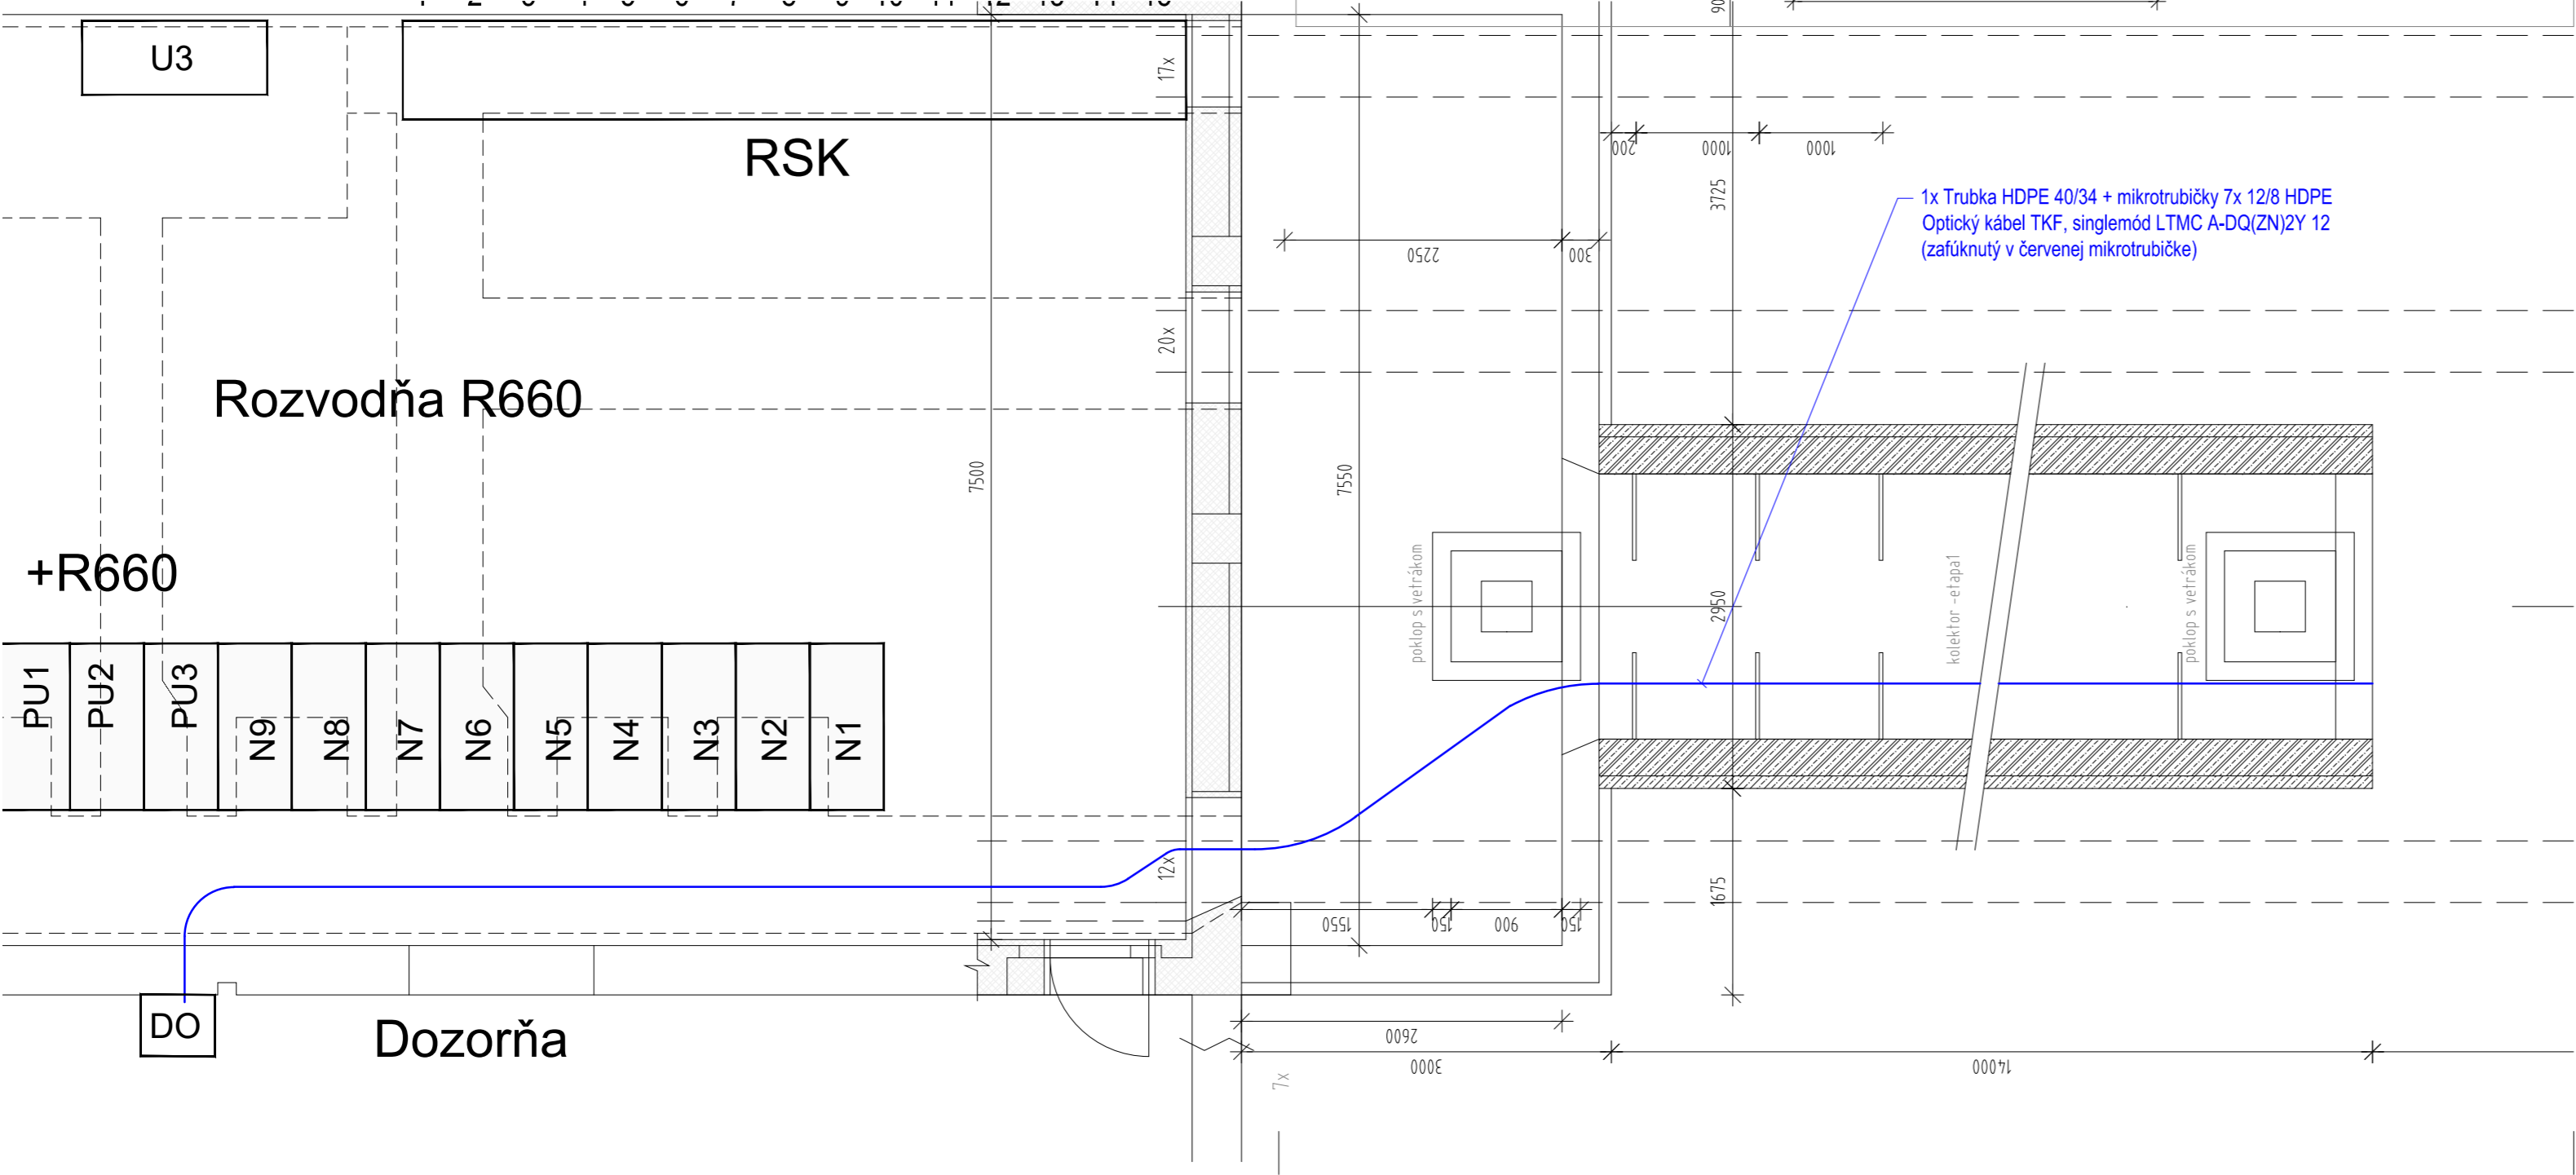 U3
17x
RSK
200
1000
1000
3725
1x Trubka HDPE 40/34 + mikrotrubičky 7x 12/8 HDPE
Optický kábel TKF, singlemód LTMC A-DQ(ZN)2Y 12
(zafúknutý v červenej mikrotrubičke)
2250
300
20x
Rozvodňa R660
7500
7550
+R660
poklop s vetrákom
2950
kolektor -etapa1
poklop s vetrákom
PU1
PU2
PU3
N9
N8
N7
N6
N5
N4
N3
N2
N1
12x
1550
150
900
150
1675
DO
Dozorňa
2600
3000
14000
7x